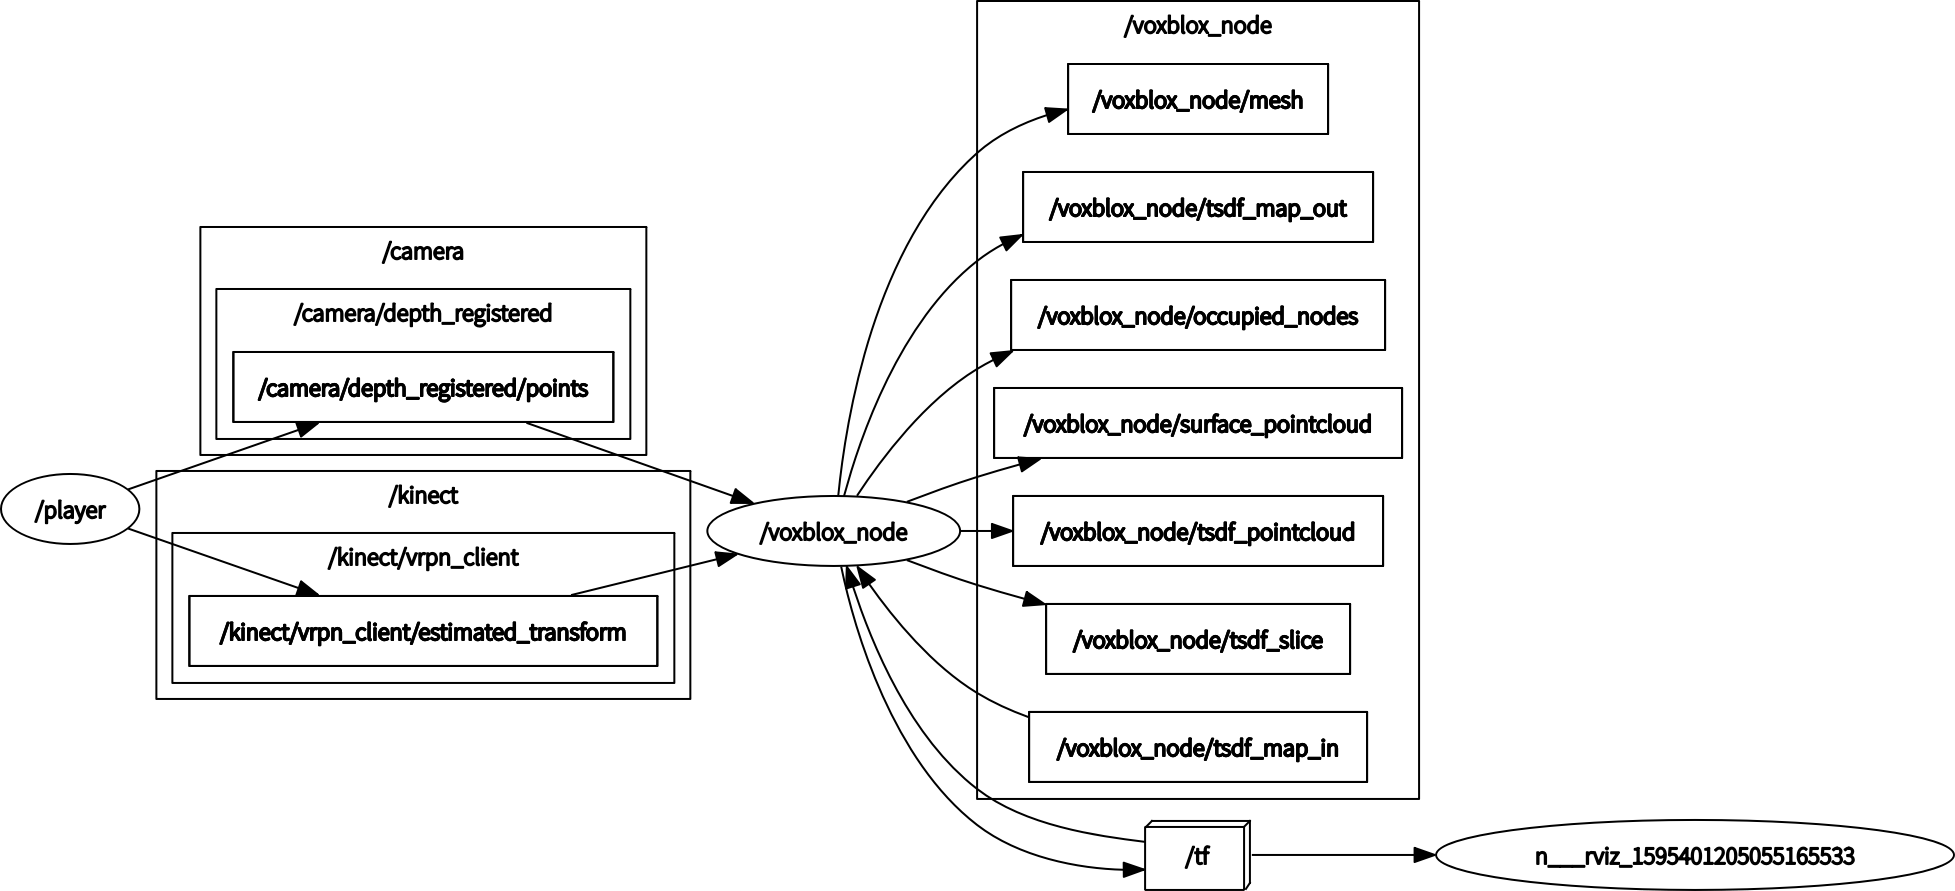 /voxblox_node
/voxblox_node/mesh
/voxblox_node/tsdf_map_out
/camera
/camera/depth_registered
/voxblox_node/occupied_nodes
/camera/depth_registered/points
/voxblox_node/surface_pointcloud
/kinect
/player
/voxblox_node
/voxblox_node/tsdf_pointcloud
/kinect/vrpn_client
/kinect/vrpn_client/estimated_transform
/voxblox_node/tsdf_slice
/voxblox_node/tsdf_map_in
/tf
n___rviz_1595401205055165533